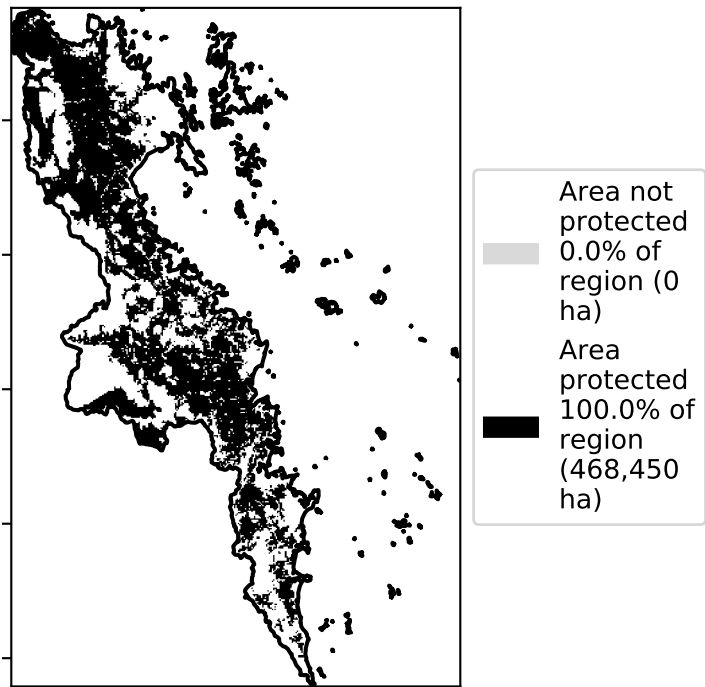 Area not
protected
0.0% of
region (0
ha)
Area
protected
100.0% of
region
(468,450
ha)